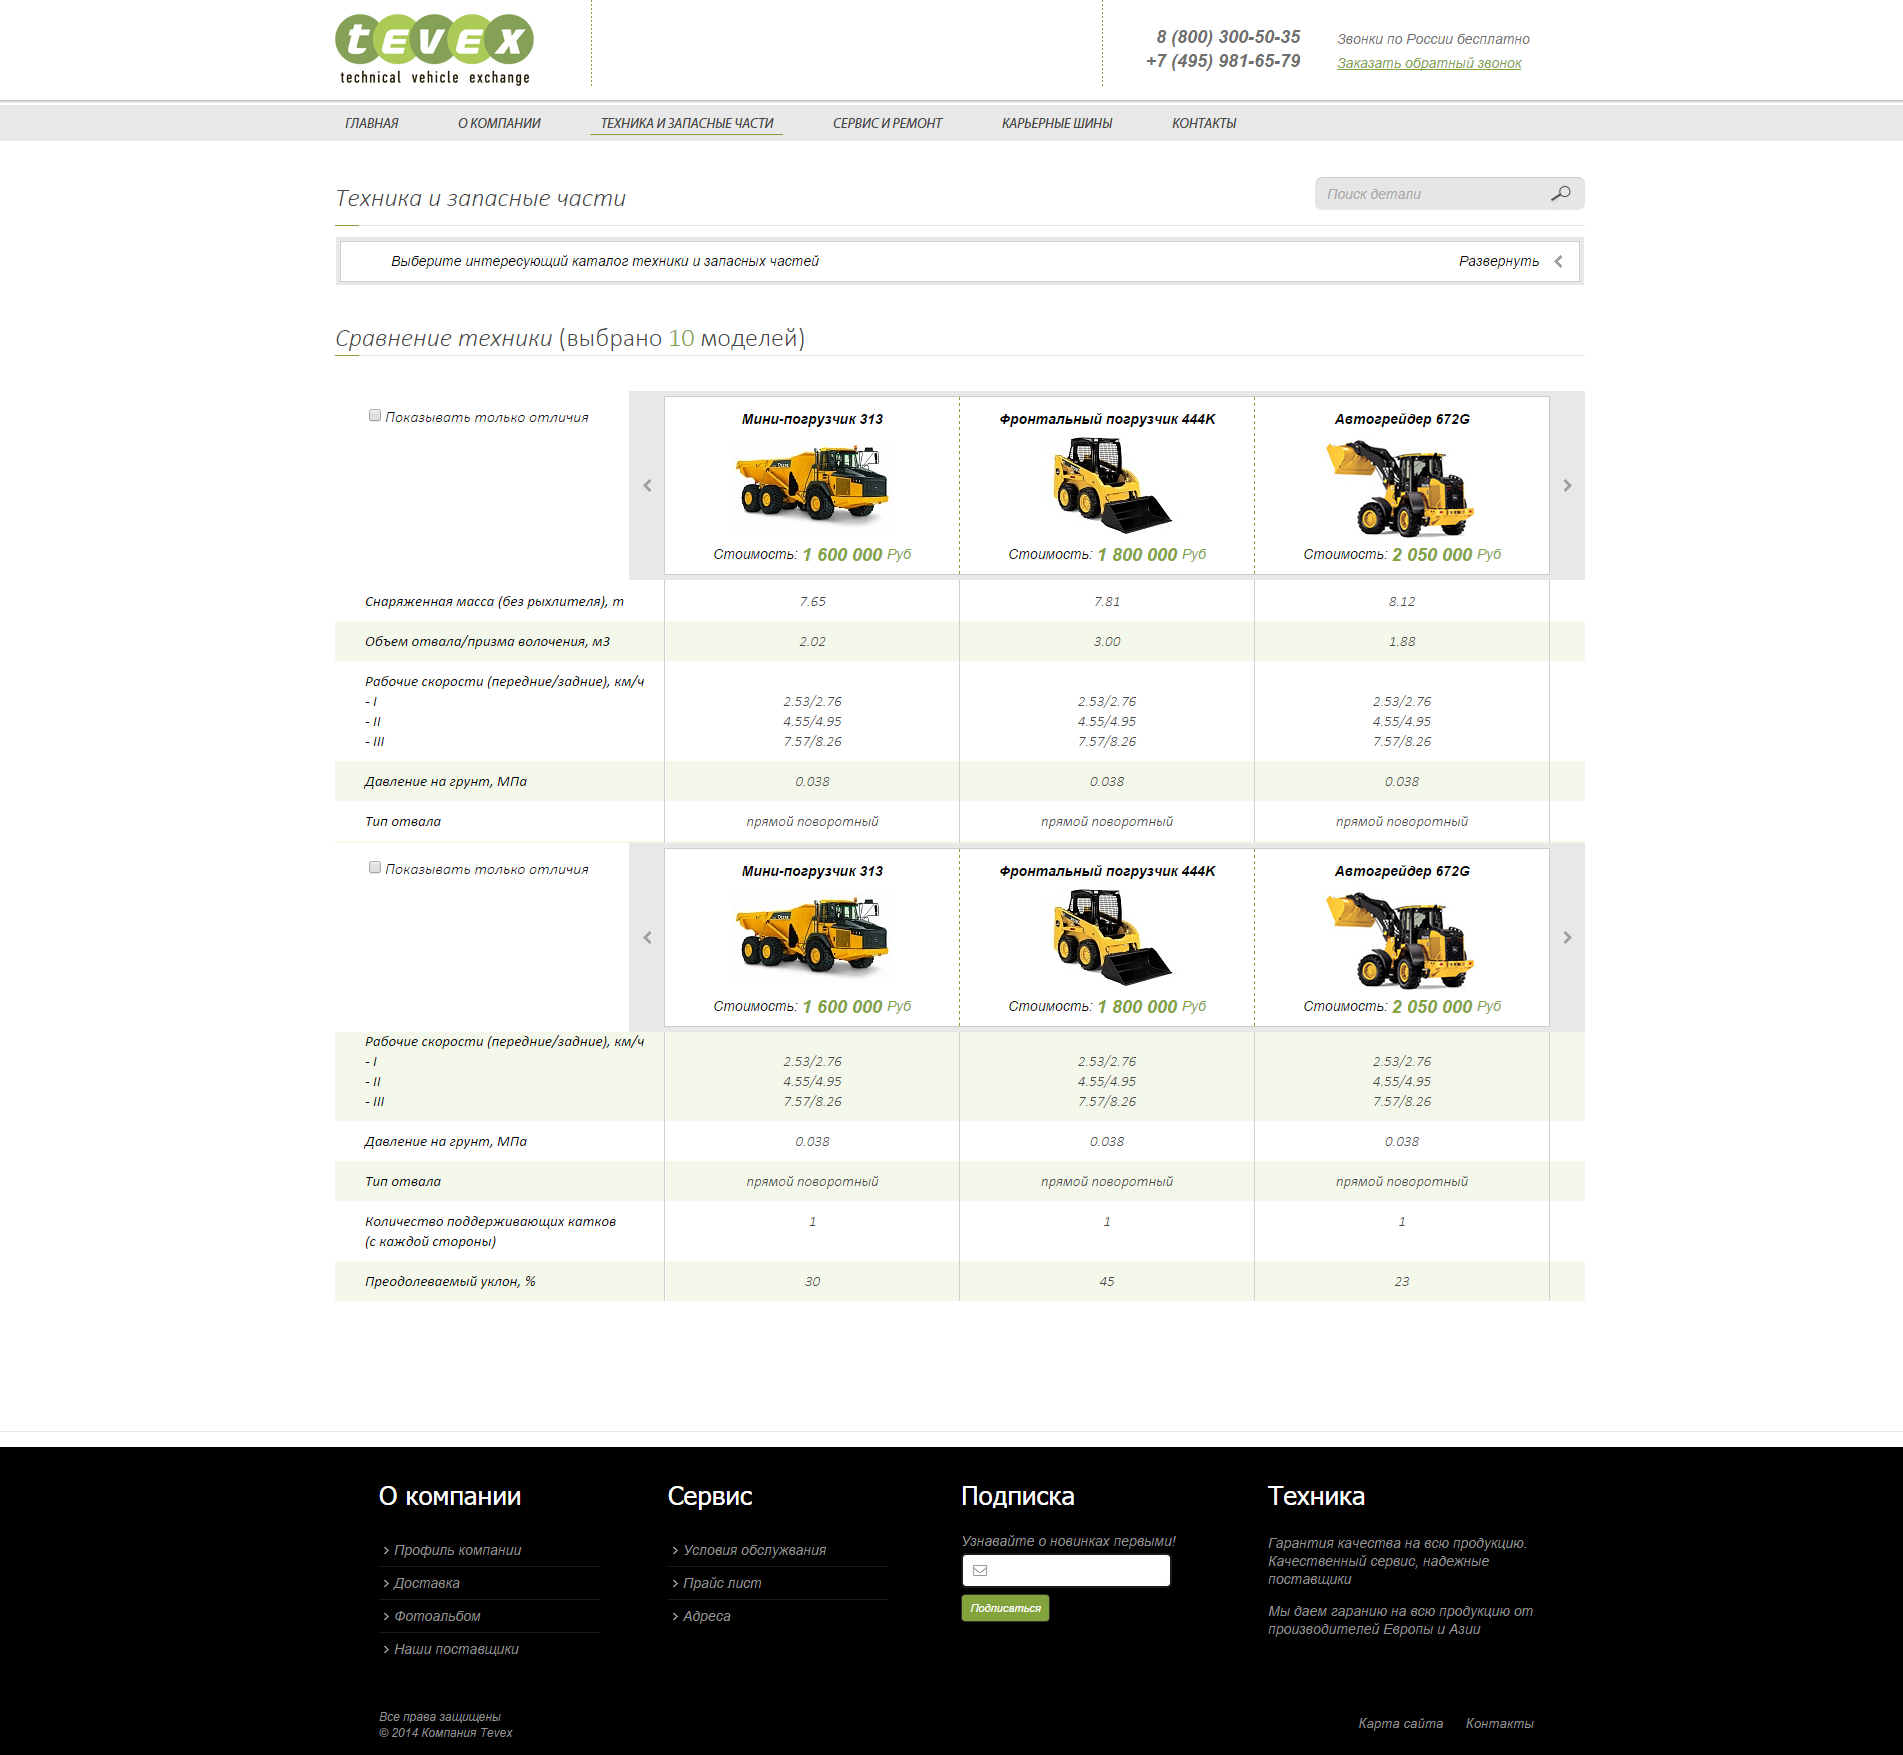 tevex
technical vehicle exchange
8 (800) 300-50-35
+7 (495) 981-65-79
Звонки по России бесплатно
Заказать обратный звонок
ГЛАВНАЯ
О КОМПАНИИ
ТЕХНИКА И ЗАПАСНЫЕ ЧАСТИ
СЕРВИС И РЕМОНТ
КАРЬЕРНЫЕ ШИНЫ
КОНТАКТЫ
Техника и запасные части
Поиск детали
Выберите интересующий каталог техники и запасных частей
Развернуть
Сравнение техники (выбрано 10 моделей)
Показывать только отличия
Мини-погрузчик 313
Фронтальный погрузчик 444K
Автогрейдер 672G
Стоимость: 1 600 000 Руб
Стоимость: 1 800 000 Руб
Стоимость: 2 050 000 Руб
Снаряженная масса (без рыхлителя), т
7.65
7.81
8.12
Объем отвала/призма волочения, м3
2.02
3.00
1.88
Рабочие скорости (передние/задние), км/ч
- I
2.53/2.76
2.53/2.76
2.53/2.76
- II
4.55/4.95
4.55/4.95
4.55/4.95
- III
7.57/8.26
7.57/8.26
7.57/8.26
Давление на грунт, МПа
0.038
0.038
0.038
Тип отвала
прямой поворотный
прямой поворотный
прямой поворотный
Показывать только отличия
Мини-погрузчик 313
Фронтальный погрузчик 444K
Автогрейдер 672G
Стоимость: 1 600 000 Руб
Стоимость: 1 800 000 Руб
Стоимость: 2 050 000 Руб
Рабочие скорости (передние/задние), км/ч
- I
2.53/2.76
2.53/2.76
2.53/2.76
- II
4.55/4.95
4.55/4.95
4.55/4.95
- III
7.57/8.26
7.57/8.26
7.57/8.26
Давление на грунт, МПа
0.038
0.038
0.038
Тип отвала
прямой поворотный
прямой поворотный
прямой поворотный
Количество поддерживающих катков
(с каждой стороны)
1
1
1
Преодолеваемый уклон, %
30
45
23
О компании
Профиль компании
Доставка
Фотоальбом
Наши поставщики
Сервис
Условия обслужвания
Прайс лист
Адреса
Подписка
Узнавайте о новинках первыми!
Подписаться
Техника
Гарантия качества на всю продукцию.
Качественный сервис, надежные
поставщики
Мы даем гаранию на всю продукцию от
производителей Европы и Азии
Все права защищены
© 2014 Компания Tevex
Карта сайта
Контакты